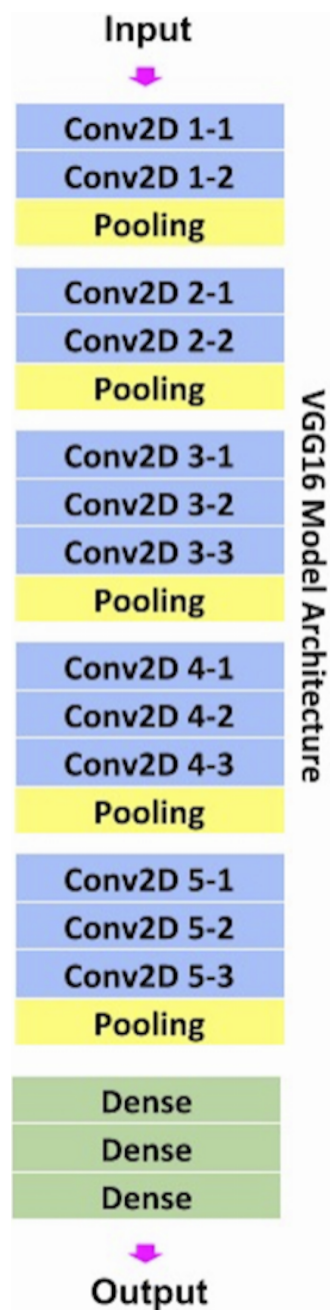 Input
Conv2D 1-1
Conv2D 1-2
Pooling
Conv2D 2-1
Conv2D 2-2
Pooling
Conv2D 3-1
Conv2D 3-2
Conv2D 3-3
Pooling
Conv2D 4-1
Conv2D 4-2
Conv2D 4-3
Pooling
Conv2D 5-1
Conv2D 5-2
Conv2D 5-3
Pooling
Dense
Dense
Dense
Output
VGG16 Model Architecture